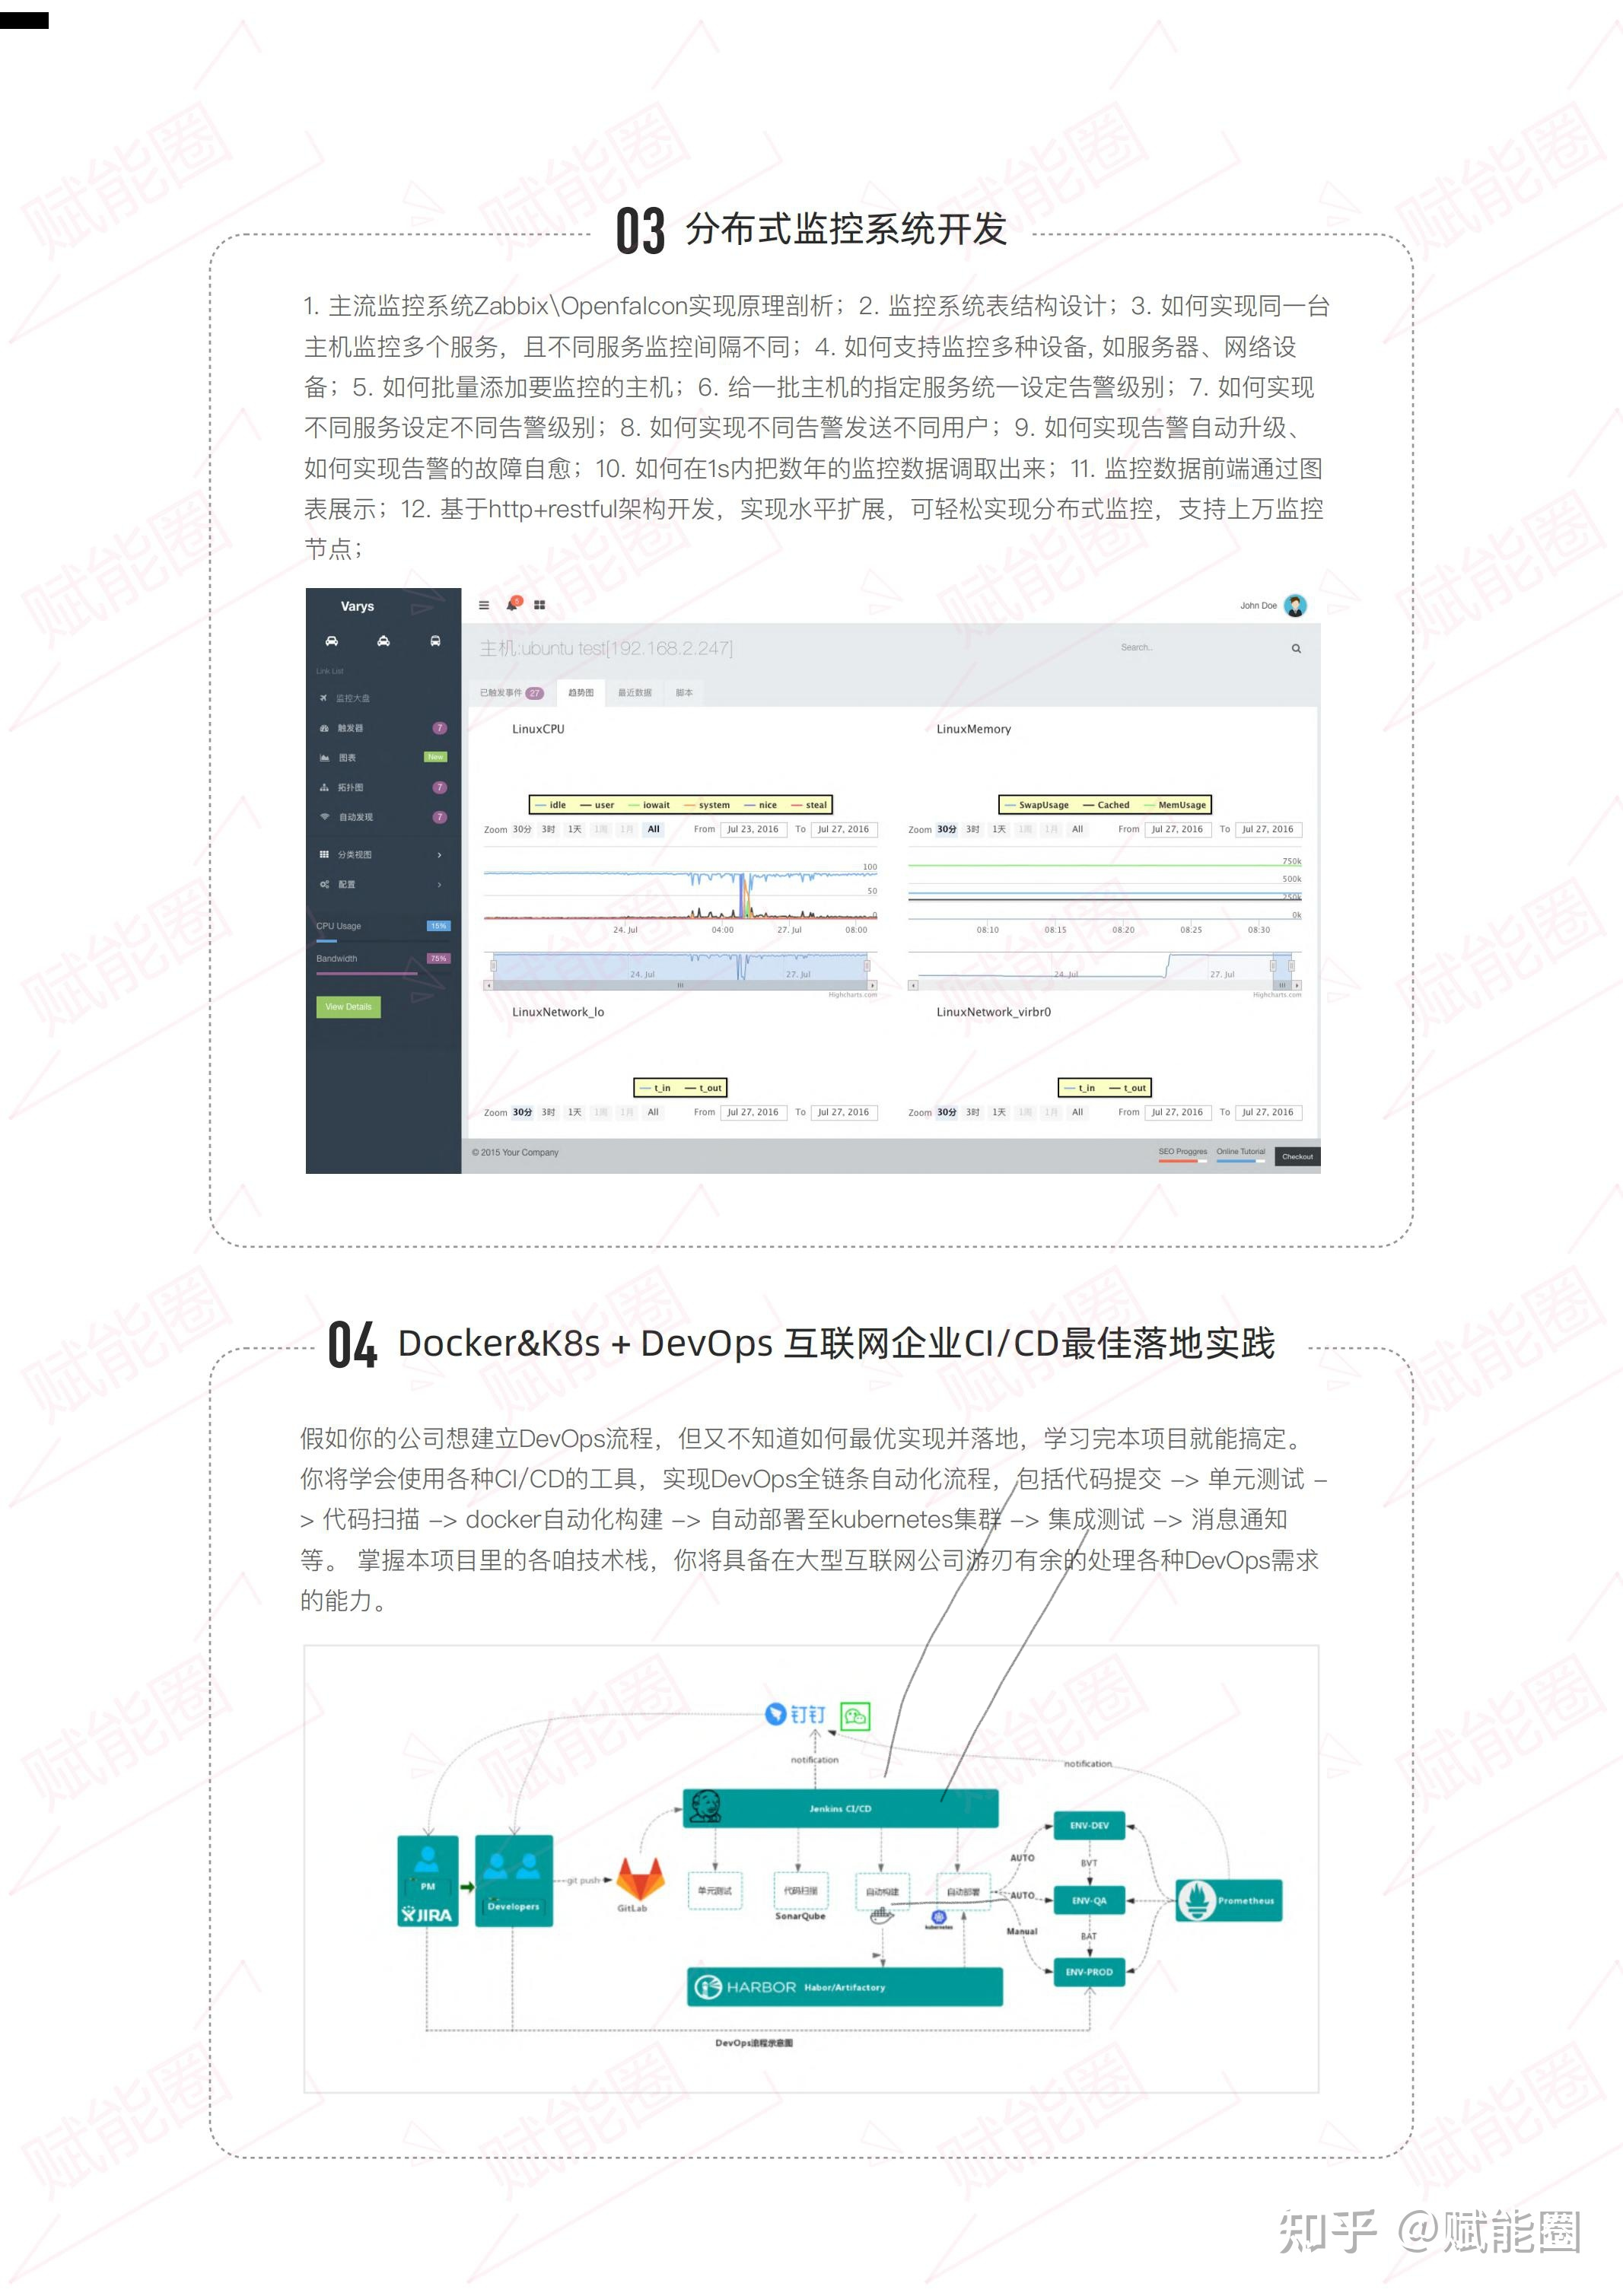 03 分布式监控系统开发
1. 主流监控系统Zabbix\Openfalcon实现原理剖析；2. 监控系统表结构设计；3. 如何实现同一台
主机监控多个服务，且不同服务监控间隔不同；4. 如何支持监控多种设备, 如服务器、网络设
备；5. 如何批量添加要监控的主机；6. 给一批主机的指定服务统一设定告警级别；7. 如何实现
不同服务设定不同告警级别；8. 如何实现不同告警发送不同用户；9. 如何实现告警自动升级、
如何实现告警的故障自愈；10. 如何在1s内把数年的监控数据调取出来；11. 监控数据前端通过图
表展示；12. 基于http+restful架构开发，实现水平扩展，可轻松实现分布式监控，支持上万监控
节点；
Varys
John Doe
Link List
主机:ubuntu test[192.168.2.247]
Search..
监控大盘
触发器 7
图表 New
拓扑图 7
自动发现 7
分类视图
配置
CPU Usage 15%
Bandwidth 75%
View Details
已触发事件 27 趋势图 最近数据 脚本
LinuxCPU
idle user iowait system nice steal
Zoom 30分 3时 1天 1周 1月 All From Jul 23, 2016 To Jul 27, 2016
100
50
0
24. Jul 04:00 27. Jul 08:00
24. Jul 27. Jul
Highcharts.com
LinuxMemory
SwapUsage Cached MemUsage
Zoom 30分 3时 1天 1周 1月 All From Jul 27, 2016 To Jul 27, 2016
750k
500k
250k
0k
08:10 08:15 08:20 08:25 08:30
24. Jul 27. Jul
Highcharts.com
LinuxNetwork_lo
t_in t_out
Zoom 30分 3时 1天 1周 1月 All From Jul 27, 2016 To Jul 27, 2016
LinuxNetwork_virbr0
t_in t_out
Zoom 30分 3时 1天 1周 1月 All From Jul 27, 2016 To Jul 27, 2016
© 2015 Your Company
SEO Proggres Online Tutorial Checkout
04 Docker&K8s + DevOps 互联网企业CI/CD最佳落地实践
假如你的公司想建立DevOps流程，但又不知道如何最优实现并落地，学习完本项目就能搞定。
你将学会使用各种CI/CD的工具，实现DevOps全链条自动化流程，包括代码提交 –> 单元测试 –
> 代码扫描 –> docker自动化构建 –> 自动部署至kubernetes集群 –> 集成测试 –> 消息通知
等。 掌握本项目里的各咱技术栈，你将具备在大型互联网公司游刃有余的处理各种DevOps需求
的能力。
钉钉
notification
notification
Jenkins CI/CD
PM
JIRA
Developers
git push
GitLab
单元测试
代码扫描
SonarQube
自动构建
自动部署
kubernetes
AUTO
AUTO
Manual
ENV-DEV
BVT
ENV-QA
BAT
ENV-PROD
Prometheus
HARBOR Habor/Artifactory
DevOps流程示意图
知乎 @赋能圈
赋能圈